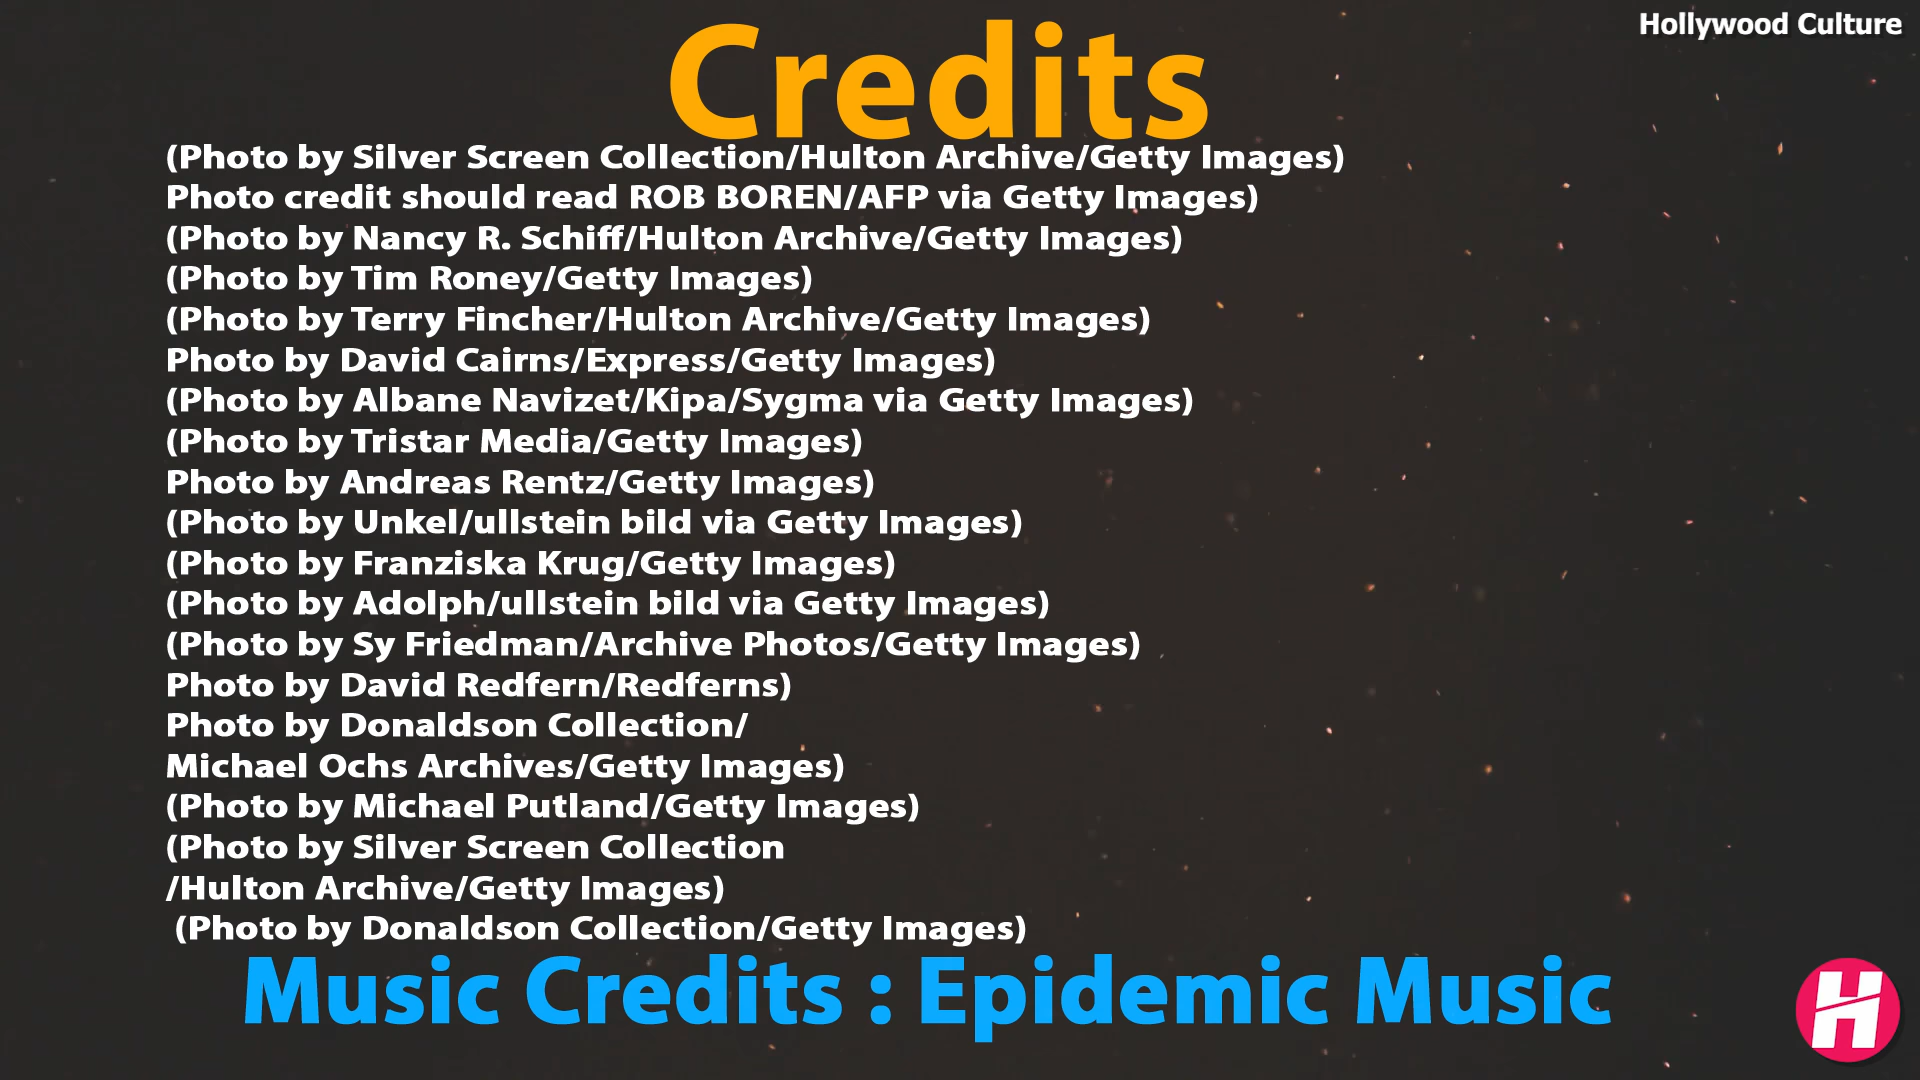 Hollywood Culture
Credits
(Photo by Silver Screen Collection/Hulton Archive/Getty Images)
Photo credit should read ROB BOREN/AFP via Getty Images)
(Photo by Nancy R. Schiff/Hulton Archive/Getty Images)
(Photo by Tim Roney/Getty Images)
(Photo by Terry Fincher/Hulton Archive/Getty Images)
Photo by David Cairns/Express/Getty Images)
(Photo by Albane Navizet/Kipa/Sygma via Getty Images)
(Photo by Tristar Media/Getty Images)
Photo by Andreas Rentz/Getty Images)
(Photo by Unkel/ullstein bild via Getty Images)
(Photo by Franziska Krug/Getty Images)
(Photo by Adolph/ullstein bild via Getty Images)
(Photo by Sy Friedman/Archive Photos/Getty Images)
Photo by David Redfern/Redferns)
Photo by Donaldson Collection/
Michael Ochs Archives/Getty Images)
(Photo by Michael Putland/Getty Images)
(Photo by Silver Screen Collection
/Hulton Archive/Getty Images)
(Photo by Donaldson Collection/Getty Images)
Music Credits : Epidemic Music
H